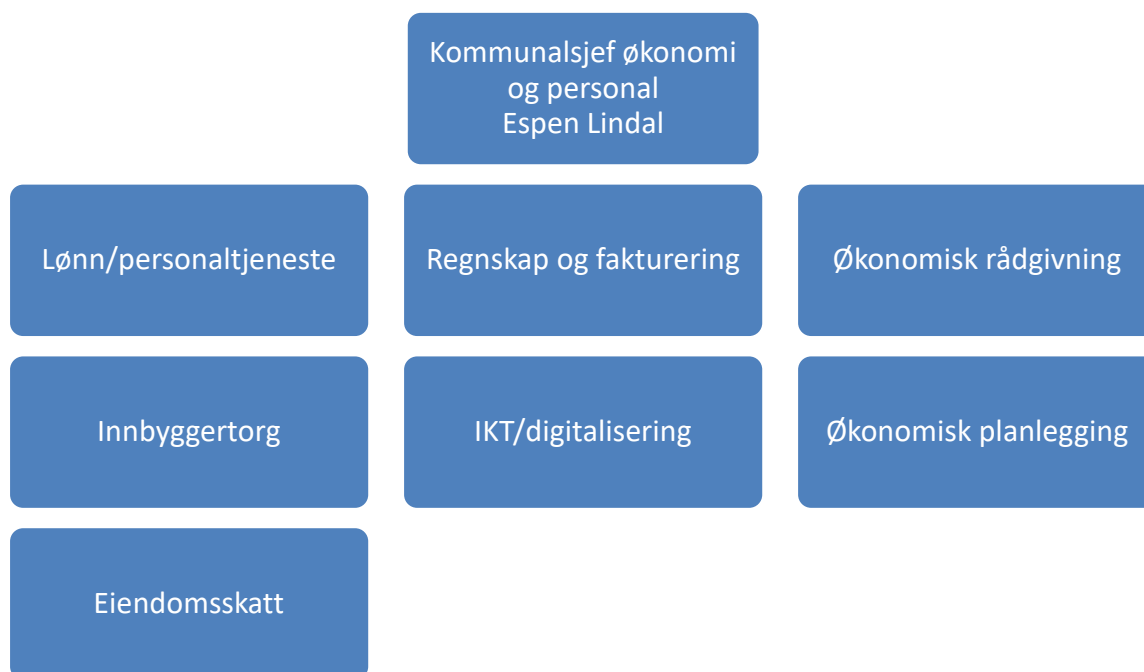 Kommunalsjef økonomi
og personal
Espen Lindal
Lønn/personaltjeneste
Regnskap og fakturering
Økonomisk rådgivning
Innbyggertorg
IKT/digitalisering
Økonomisk planlegging
Eiendomsskatt